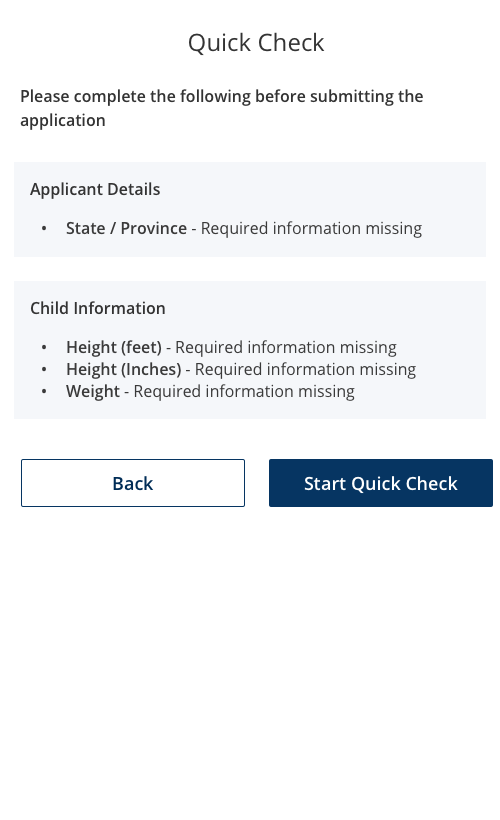 Quick Check
Please complete the following before submitting the
application
Applicant Details
• State / Province - Required information missing
Child Information
• Height (feet) - Required information missing
• Height (Inches) - Required information missing
• Weight - Required information missing
Back
Start Quick Check